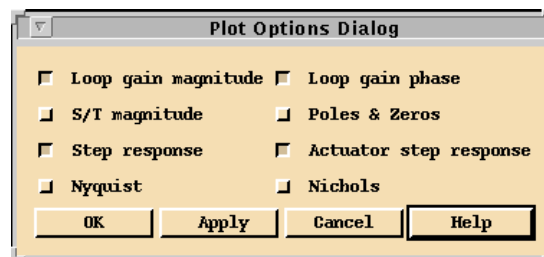 Plot Options Dialog
Loop gain magnitude Loop gain phase
S/T magnitude Poles & Zeros
Step response Actuator step response
Nyquist Nichols
OK Apply Cancel Help